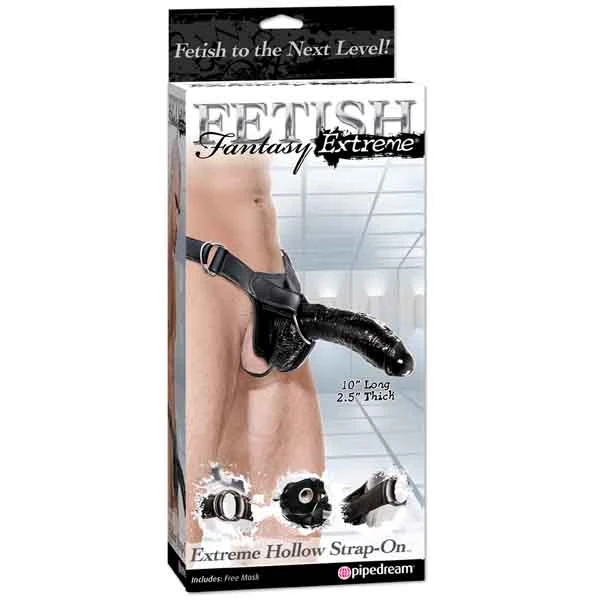 Fetish to the Next Level!
FETISH
Fantasy Extreme®
10" Long
2.5" Thick
Extreme Hollow Strap-On™
Includes: Free Mask
pipedream®